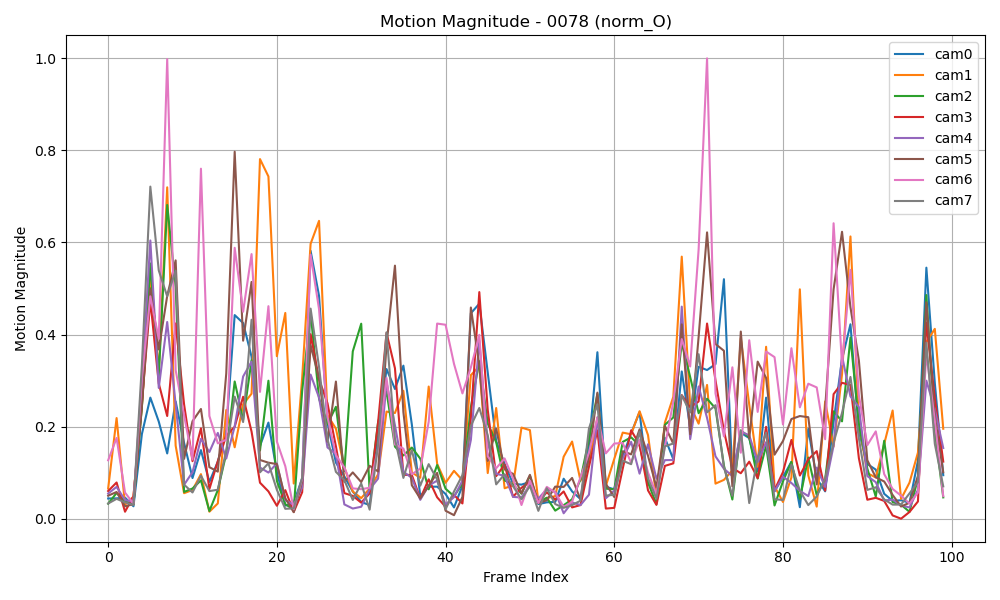 Motion Magnitude - 0078 (norm_O)
Motion Magnitude
1.0
0.8
0.6
0.4
0.2
0.0
0
20
40
60
80
100
Frame Index
cam0
cam1
cam2
cam3
cam4
cam5
cam6
cam7